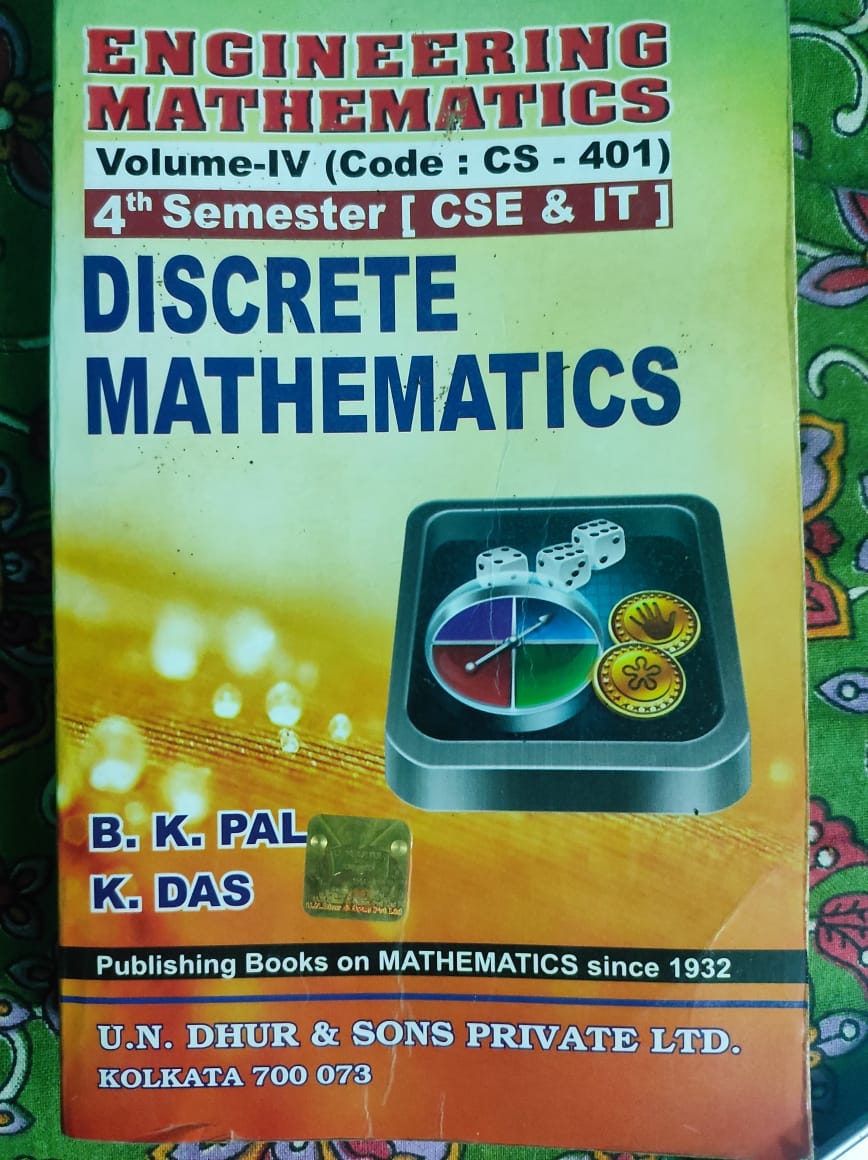 ENGINEERING
MATHEMATICS
Volume-IV (Code : CS - 401)
4th Semester [ CSE & IT ]
DISCRETE
MATHEMATICS
B. K. PAL
K. DAS
Publishing Books on MATHEMATICS since 1932
U.N. DHUR & SONS PRIVATE LTD.
KOLKATA 700 073